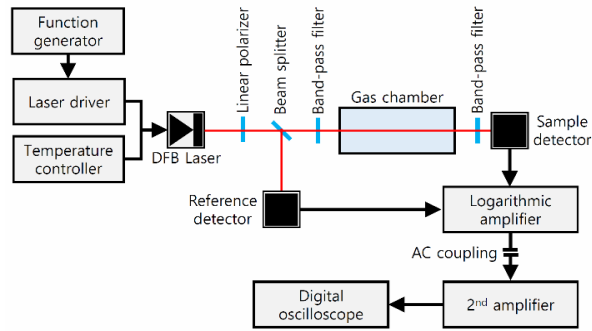 Function
generator
Laser driver
Temperature
controller
DFB Laser
Linear polarizer
Beam splitter
Band-pass filter
Gas chamber
Band-pass filter
Sample
detector
Reference
detector
Logarithmic
amplifier
AC coupling
2nd amplifier
Digital
oscilloscope